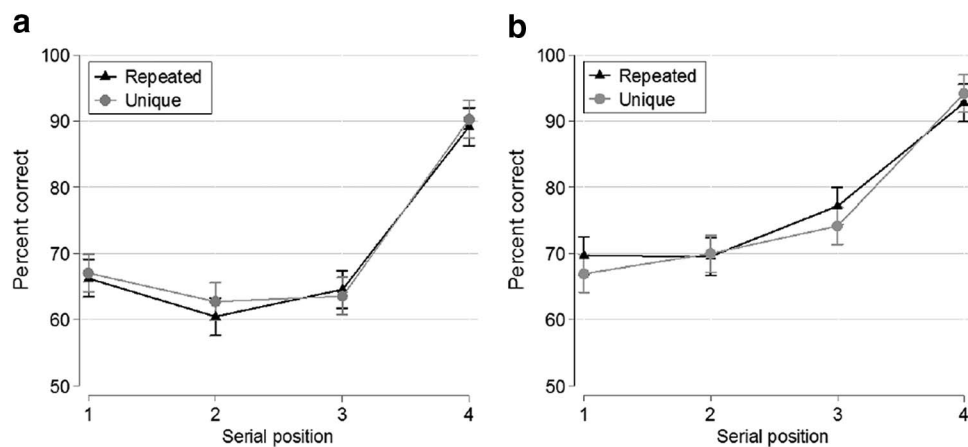 a
100
90
80
70
60
50
Percent correct
Repeated
Unique
1 2 3 4
Serial position
b
100
90
80
70
60
50
Percent correct
Repeated
Unique
1 2 3 4
Serial position